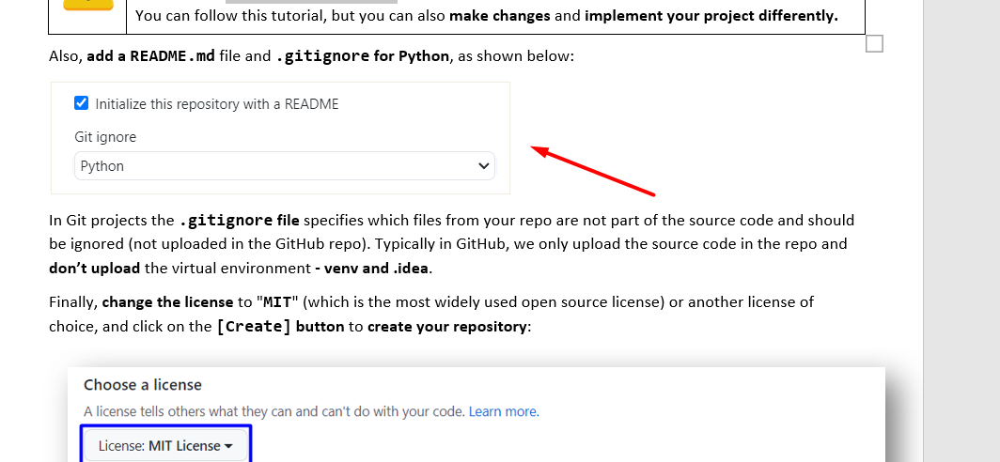 You can follow this tutorial, but you can also make changes and implement your project differently.
Also, add a README.md file and .gitignore for Python, as shown below:
Initialize this repository with a README
Git ignore
Python
In Git projects the .gitignore file specifies which files from your repo are not part of the source code and should
be ignored (not uploaded in the GitHub repo). Typically in GitHub, we only upload the source code in the repo and
don’t upload the virtual environment - venv and .idea.
Finally, change the license to "MIT" (which is the most widely used open source license) or another license of
choice, and click on the [Create] button to create your repository:
Choose a license
A license tells others what they can and can't do with your code. Learn more.
License: MIT License